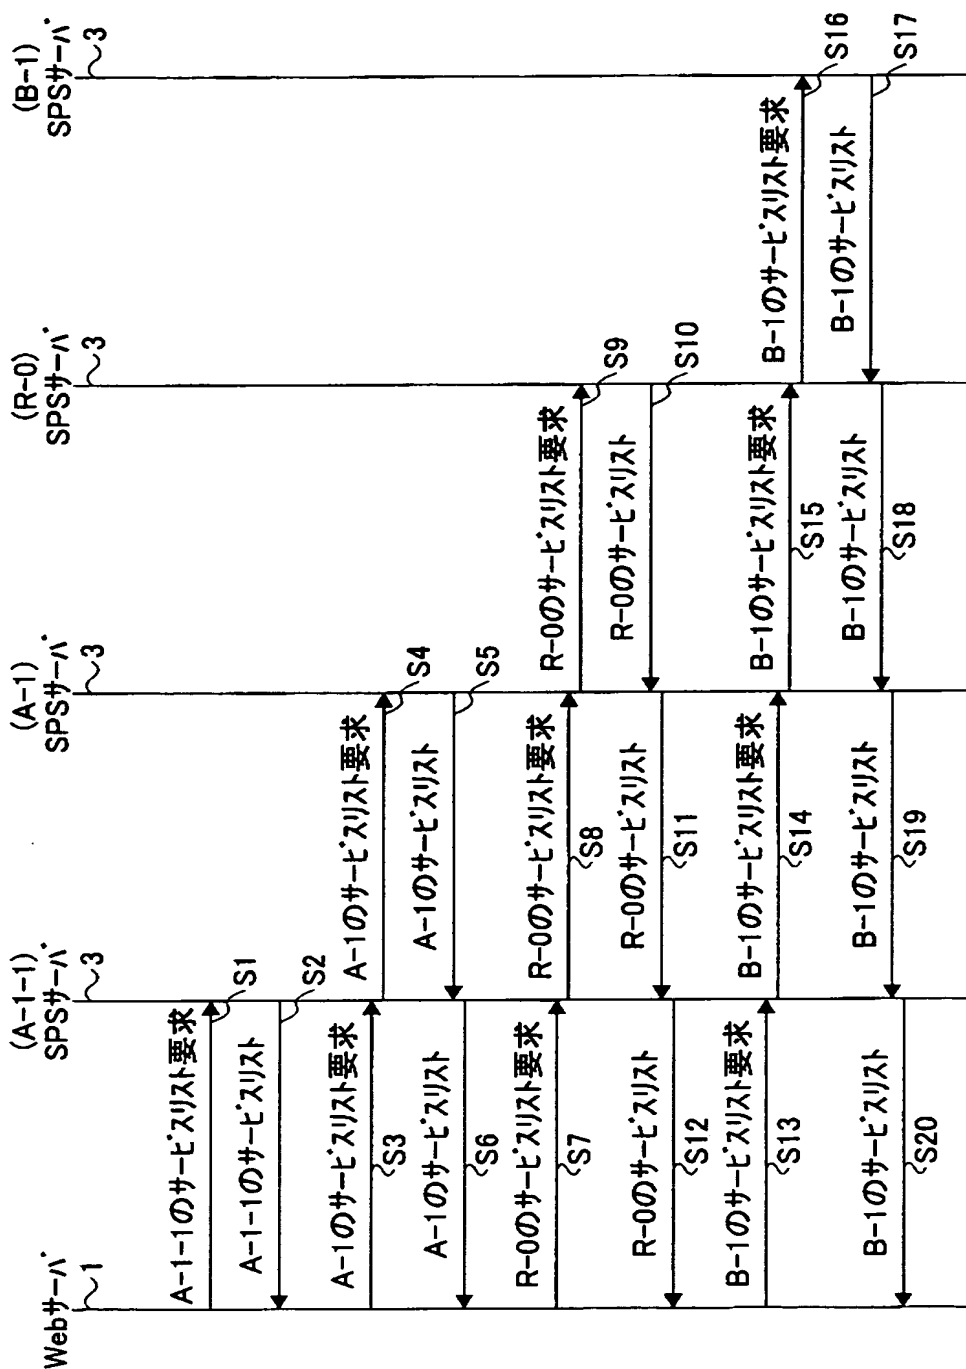 Webサーバ
1
(A-1-1)
SPSサーバ
3
(A-1)
SPSサーバ
3
(R-0)
SPSサーバ
3
(B-1)
SPSサーバ
3
A-1-1のサービスリスト要求
S1
A-1-1のサービスリスト
S2
A-1のサービスリスト要求
S3
A-1のサービスリスト要求
S4
A-1のサービスリスト
S5
A-1のサービスリスト
S6
R-0のサービスリスト要求
S7
R-0のサービスリスト要求
S8
R-0のサービスリスト要求
S9
R-0のサービスリスト
S10
R-0のサービスリスト
S11
R-0のサービスリスト
S12
B-1のサービスリスト要求
S13
B-1のサービスリスト要求
S14
B-1のサービスリスト要求
S15
B-1のサービスリスト要求
S16
B-1のサービスリスト
S17
B-1のサービスリスト
S18
B-1のサービスリスト
S19
B-1のサービスリスト
S20